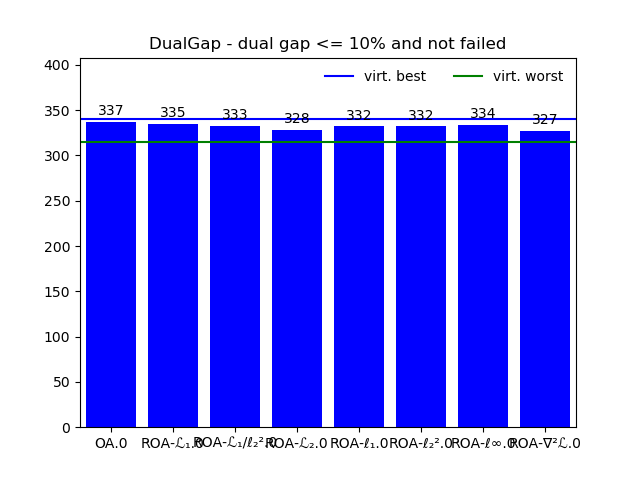 DualGap - dual gap <= 10% and not failed
virt. best virt. worst
400
350
300
250
200
150
100
50
0
337 335 333 328 332 332 334 327
OA.0 ROA-ℒ₁.0 ROA-ℒ₁/ℓ₂².0 ROA-ℒ₂.0 ROA-ℓ₁.0 ROA-ℓ₂².0 ROA-ℓ∞.0 ROA-∇²ℒ.0